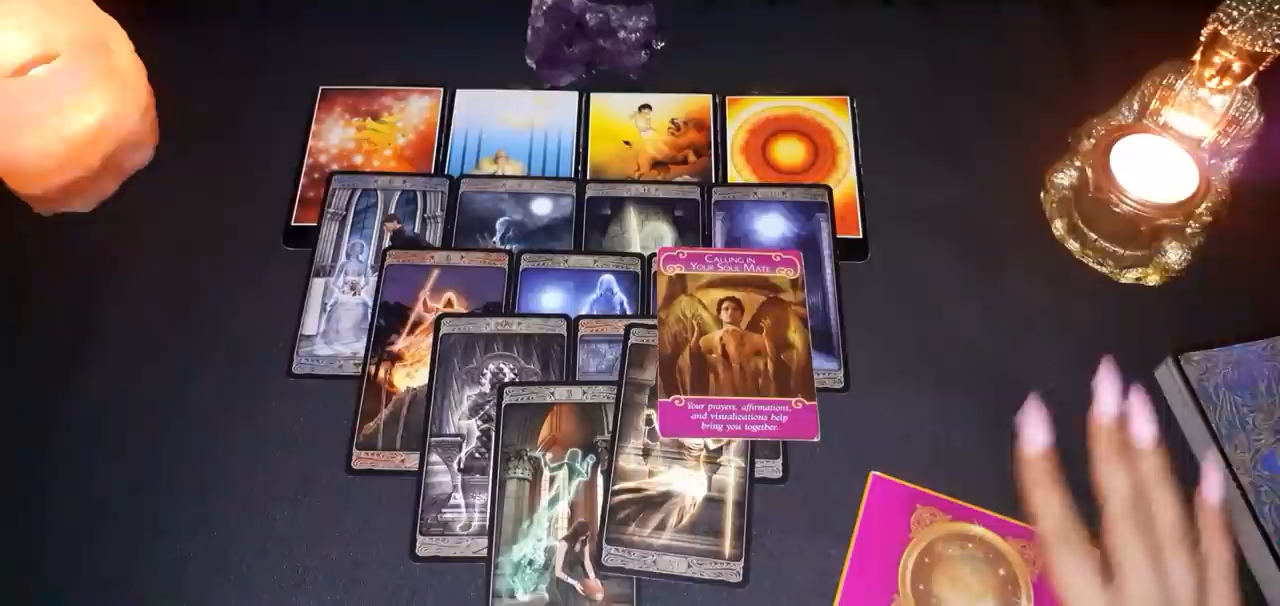 CALLING IN
YOUR SOUL MATE
Your prayers, affirmations,
and visualizations help
bring you together.